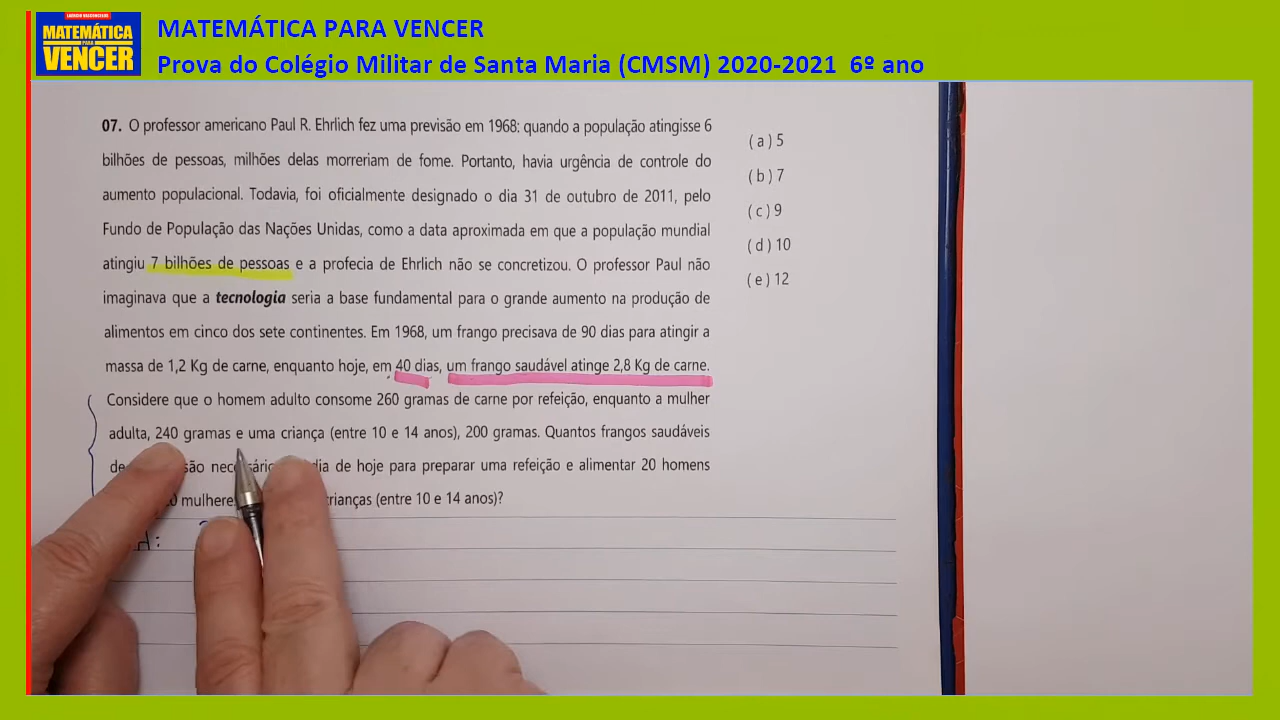 LAÉRCIO VASCONCELOS
MATEMÁTICA
PARA
VENCER
MATEMÁTICA PARA VENCER
Prova do Colégio Militar de Santa Maria (CMSM) 2020-2021 6º ano
07. O professor americano Paul R. Ehrlich fez uma previsão em 1968: quando a população atingisse 6
bilhões de pessoas, milhões delas morreriam de fome. Portanto, havia urgência de controle do
aumento populacional. Todavia, foi oficialmente designado o dia 31 de outubro de 2011, pelo
Fundo de População das Nações Unidas, como a data aproximada em que a população mundial
atingiu 7 bilhões de pessoas e a profecia de Ehrlich não se concretizou. O professor Paul não
imaginava que a tecnologia seria a base fundamental para o grande aumento na produção de
alimentos em cinco dos sete continentes. Em 1968, um frango precisava de 90 dias para atingir a
massa de 1,2 Kg de carne, enquanto hoje, em 40 dias, um frango saudável atinge 2,8 Kg de carne.
Considere que o homem adulto consome 260 gramas de carne por refeição, enquanto a mulher
adulta, 240 gramas e uma criança (entre 10 e 14 anos), 200 gramas. Quantos frangos saudáveis
são dia de hoje para preparar uma refeição e alimentar 20 homens
(entre 10 e 14 anos)?
(a) 5
(b) 7
(c) 9
(d) 10
(e) 12